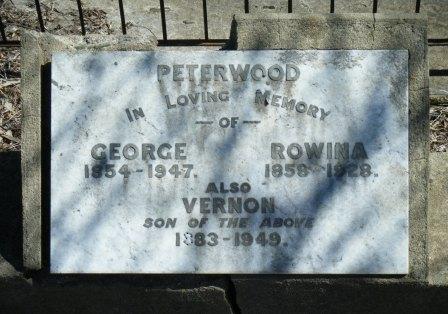 PETERWOOD
IN LOVING MEMORY
— OF —
GEORGE ROWINA
1854-1947. 1858-1928.
ALSO
VERNON
SON OF THE ABOVE
1883-1949.